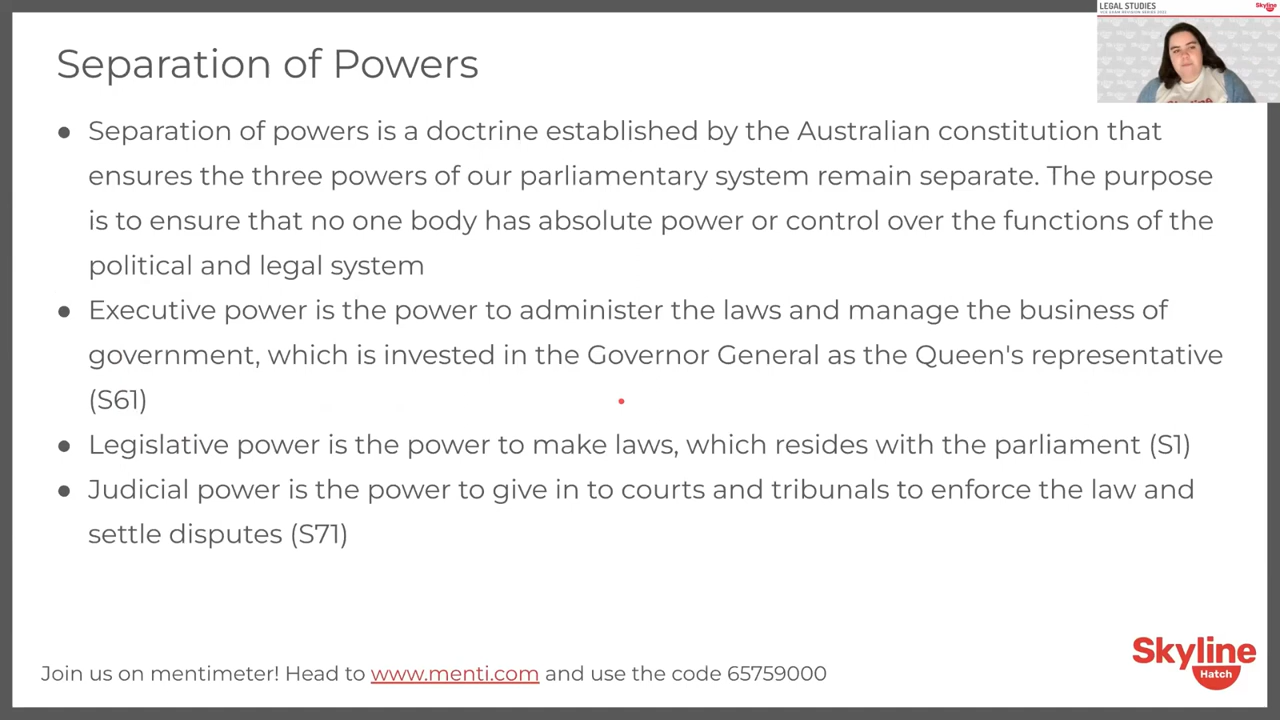 LEGAL STUDIES
Skyline
Separation of Powers
● Separation of powers is a doctrine established by the Australian constitution that
ensures the three powers of our parliamentary system remain separate. The purpose
is to ensure that no one body has absolute power or control over the functions of the
political and legal system
● Executive power is the power to administer the laws and manage the business of
government, which is invested in the Governor General as the Queen's representative
(S61)
● Legislative power is the power to make laws, which resides with the parliament (S1)
● Judicial power is the power to give in to courts and tribunals to enforce the law and
settle disputes (S71)
Join us on mentimeter! Head to www.menti.com and use the code 65759000
Skyline
Hatch